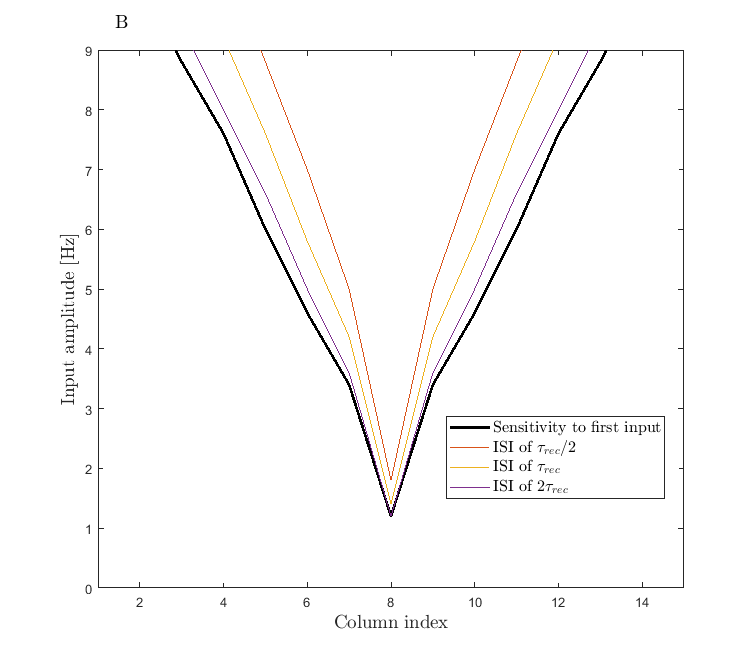 B
9
8
7
6
5
4
3
2
1
0
Input amplitude [Hz]
Sensitivity to first input
ISI of τrec/2
ISI of τrec
ISI of 2τrec
2 4 6 8 10 12 14
Column index